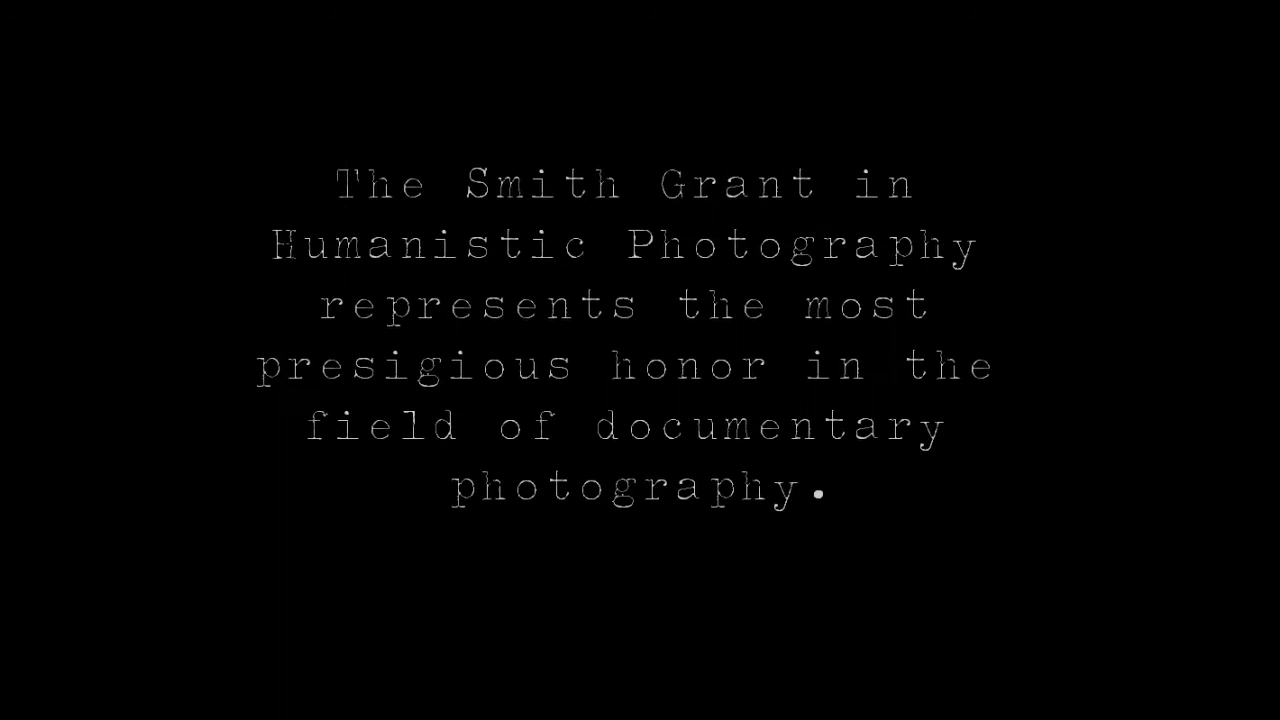 The Smith Grant in
Humanistic Photography
represents the most
presigious honor in the
field of documentary
photography.